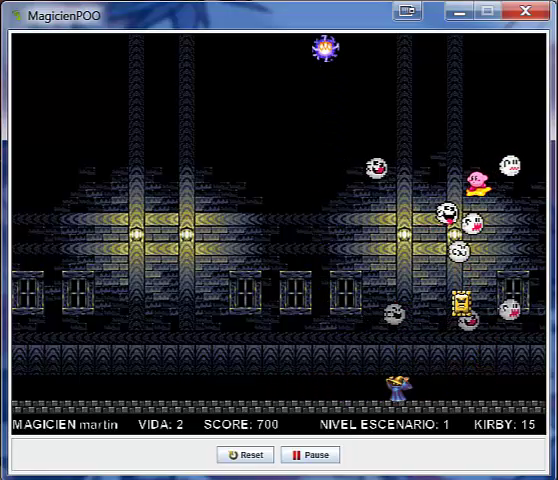 MagicienPOO
MAGICIEN martin VIDA: 2 SCORE: 700 NIVEL ESCENARIO: 1 KIRBY: 15
Reset Pause